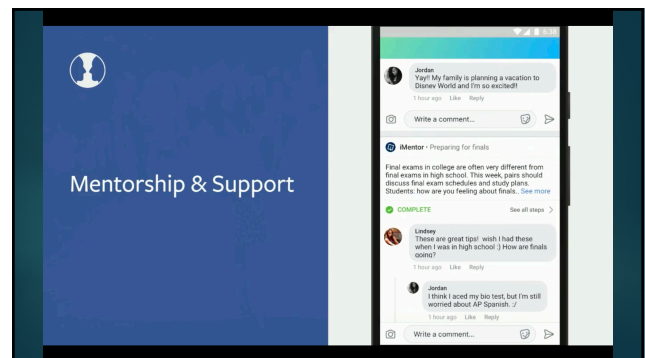 Mentorship & Support
6:38
Jordan
Yay!! My family is planning a vacation to
Disney World and I'm so excited!!
1 hour ago Like Reply
Write a comment...
iMentor • Preparing for finals
Final exams in college are often very different from
final exams in high school. This week, pairs should
discuss final exam schedules and study plans.
Students: how are you feeling about finals.. See more
COMPLETE See all steps
Lindsey
These are great tips! wish I had these
when I was in high school :) How are finals
going?
1 hour ago Like Reply
Jordan
I think I aced my bio test, but I'm still
worried about AP Spanish. :/
1 hour ago Like Reply
Write a comment...